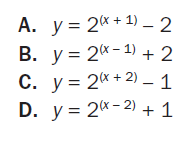 A. y = 2(x + 1) – 2
B. y = 2(x – 1) + 2
C. y = 2(x + 2) – 1
D. y = 2(x – 2) + 1